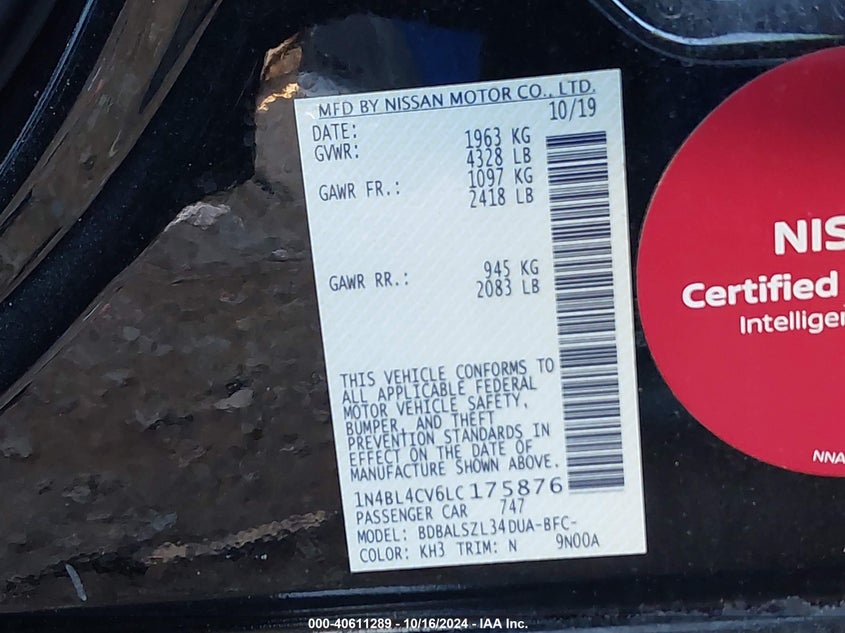 MFD BY NISSAN MOTOR CO., LTD.
DATE: 10/19
GVWR: 1963 KG
4328 LB
GAWR FR.: 1097 KG
2418 LB
GAWR RR.: 945 KG
2083 LB
THIS VEHICLE CONFORMS TO
ALL APPLICABLE FEDERAL
MOTOR VEHICLE SAFETY,
BUMPER, AND THEFT
PREVENTION STANDARDS IN
EFFECT ON THE DATE OF
MANUFACTURE SHOWN ABOVE.
1N4BL4CV6LC175876
PASSENGER CAR 747
MODEL: BDBALSZL34DUA-BFC-
COLOR: KH3 TRIM: N 9N00A
NIS
Certified
Intelliger
NNA
000-40611289 - 10/16/2024 - IAA Inc.